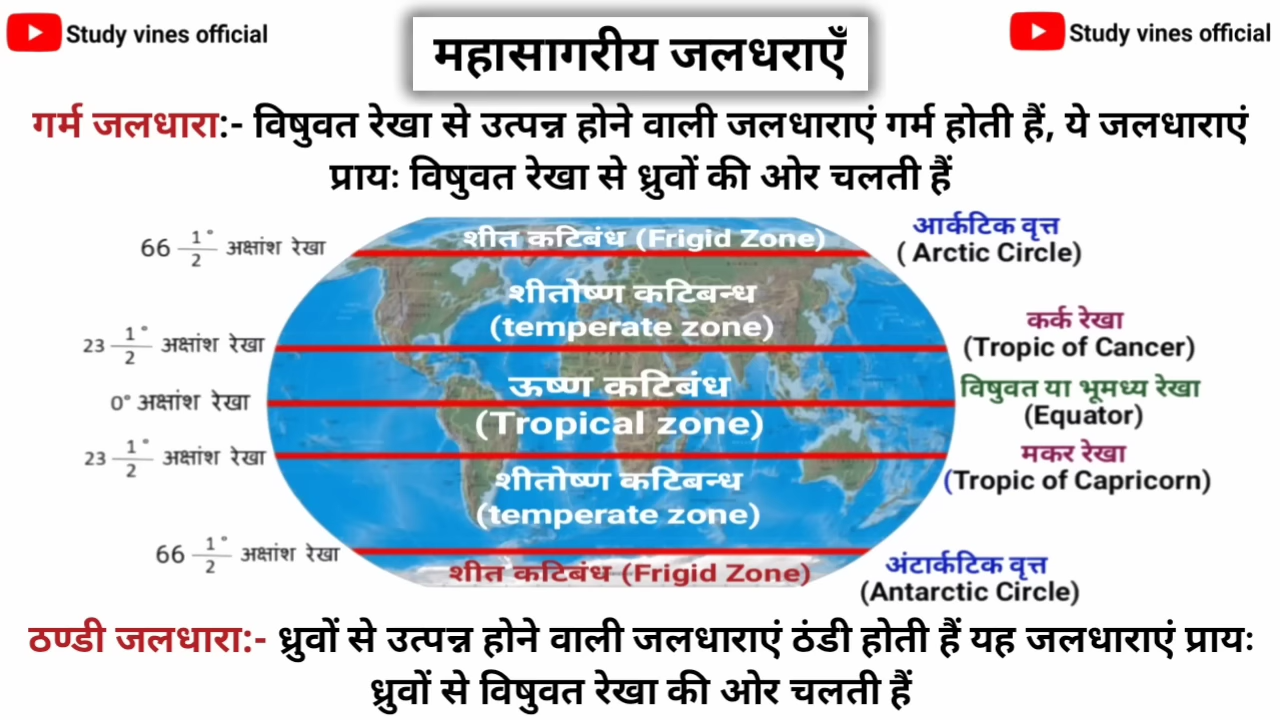 Study vines official
Study vines official
महासागरीय जलधराएँ
गर्म जलधारा:- विषुवत रेखा से उत्पन्न होने वाली जलधाराएं गर्म होती हैं, ये जलधाराएं
प्रायः विषुवत रेखा से ध्रुवों की ओर चलती हैं
66 1/2° अक्षांश रेखा
शीत कटिबंध (Frigid Zone)
आर्कटिक वृत्त
( Arctic Circle)
शीतोष्ण कटिबन्ध
(temperate zone)
23 1/2° अक्षांश रेखा
कर्क रेखा
(Tropic of Cancer)
ऊष्ण कटिबंध
(Tropical zone)
0° अक्षांश रेखा
विषुवत या भूमध्य रेखा
(Equator)
23 1/2° अक्षांश रेखा
मकर रेखा
(Tropic of Capricorn)
शीतोष्ण कटिबन्ध
(temperate zone)
66 1/2° अक्षांश रेखा
शीत कटिबंध (Frigid Zone)
अंटार्कटिक वृत्त
(Antarctic Circle)
ठण्डी जलधारा:- ध्रुवों से उत्पन्न होने वाली जलधाराएं ठंडी होती हैं यह जलधाराएं प्रायः
ध्रुवों से विषुवत रेखा की ओर चलती हैं